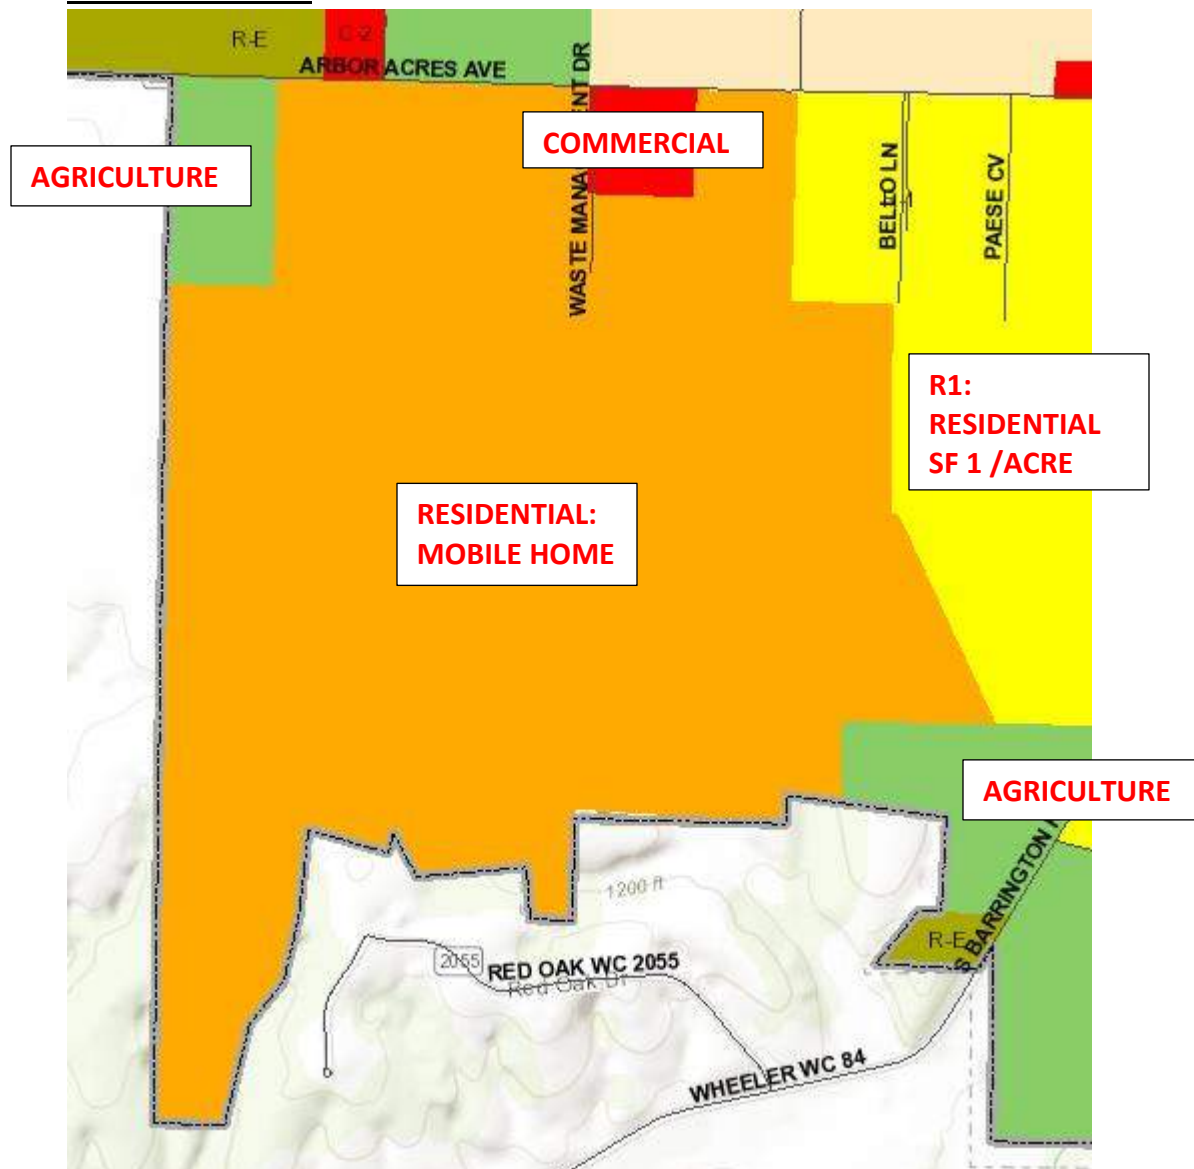 R-E
C-2
ARBOR ACRES AVE
AGRICULTURE
COMMERCIAL
WASTE MANA ENT DR
BELLO LN
PAESE CV
R1:
RESIDENTIAL
SF 1 /ACRE
RESIDENTIAL:
MOBILE HOME
AGRICULTURE
S BARRINGTON
1200 ft
R-E
2055
RED OAK WC 2055
Red Oak Dr
WHEELER WC 84